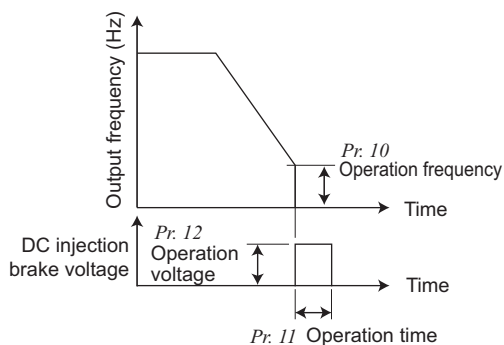 Output frequency (Hz)
Pr. 10
Operation frequency
Time
DC injection
brake voltage
Pr. 12
Operation
voltage
Time
Pr. 11 Operation time